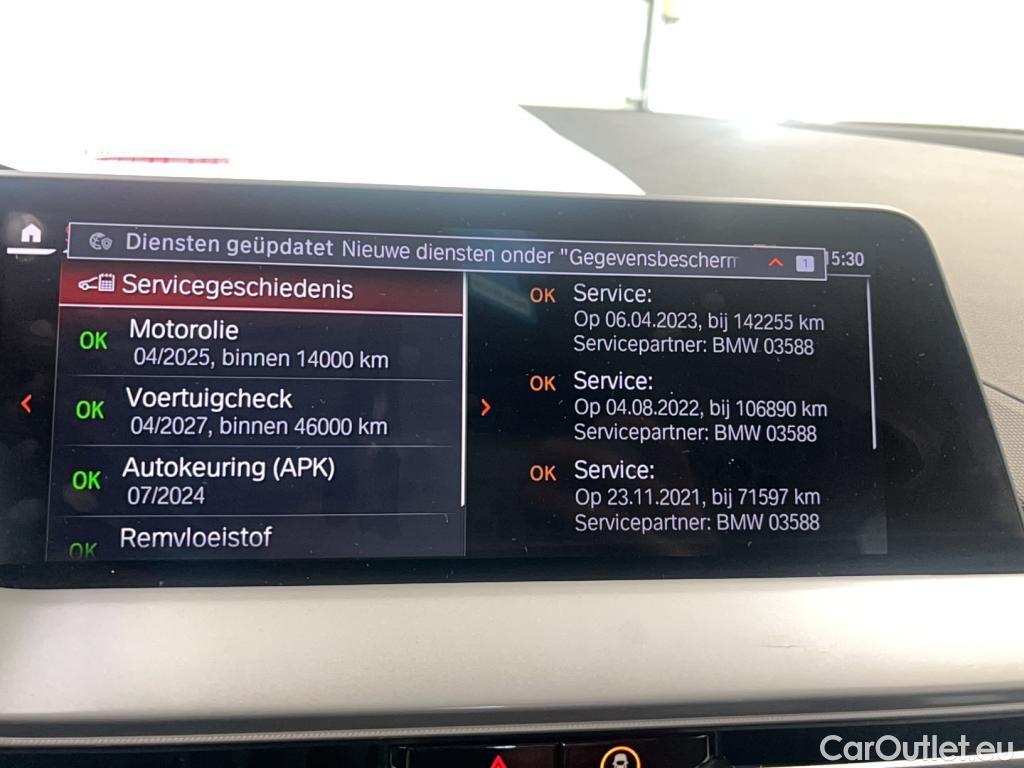 Diensten geüpdatet Nieuwe diensten onder "Gegevensbescherm
1
5:30
Servicegeschiedenis
OK Motorolie
04/2025, binnen 14000 km
OK Voertuigcheck
04/2027, binnen 46000 km
OK Autokeuring (APK)
07/2024
OK Remvloeistof
OK Service:
Op 06.04.2023, bij 142255 km
Servicepartner: BMW 03588
OK Service:
Op 04.08.2022, bij 106890 km
Servicepartner: BMW 03588
OK Service:
Op 23.11.2021, bij 71597 km
Servicepartner: BMW 03588
CarOutlet.eu